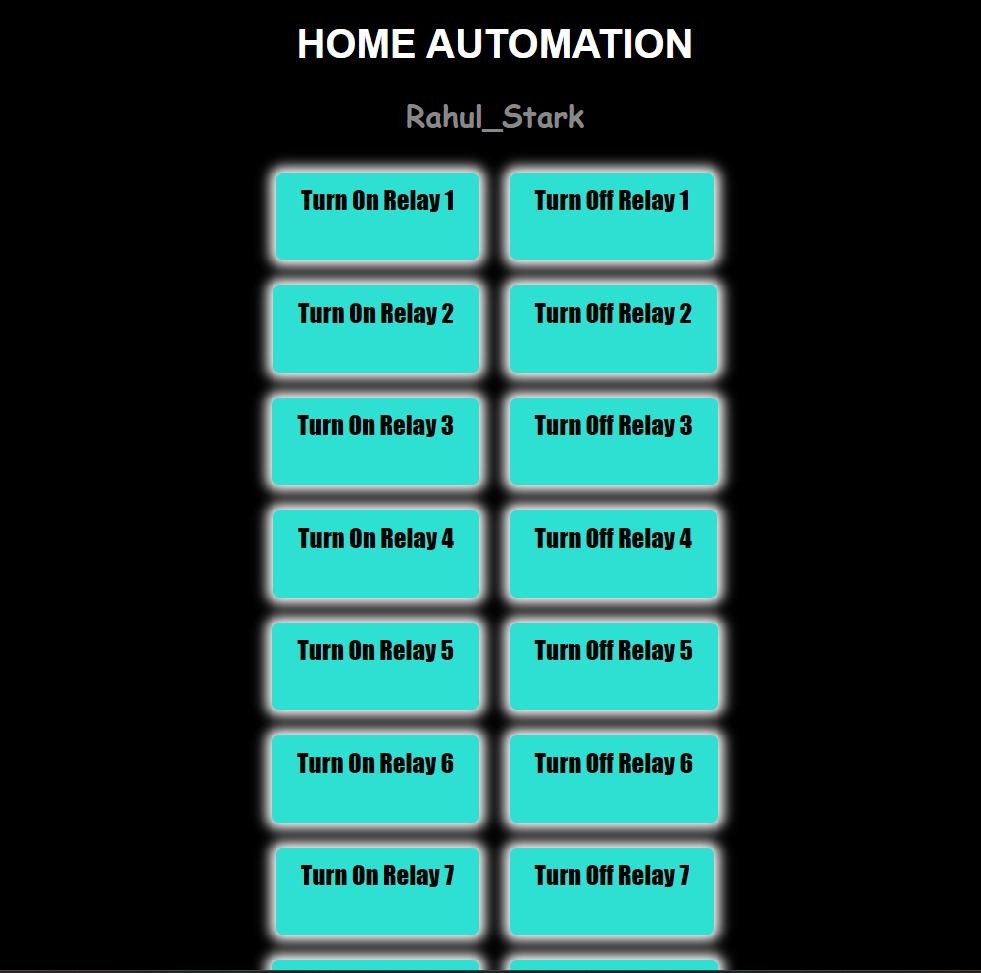 HOME AUTOMATION
Rahul_Stark
Turn On Relay 1 Turn Off Relay 1
Turn On Relay 2 Turn Off Relay 2
Turn On Relay 3 Turn Off Relay 3
Turn On Relay 4 Turn Off Relay 4
Turn On Relay 5 Turn Off Relay 5
Turn On Relay 6 Turn Off Relay 6
Turn On Relay 7 Turn Off Relay 7